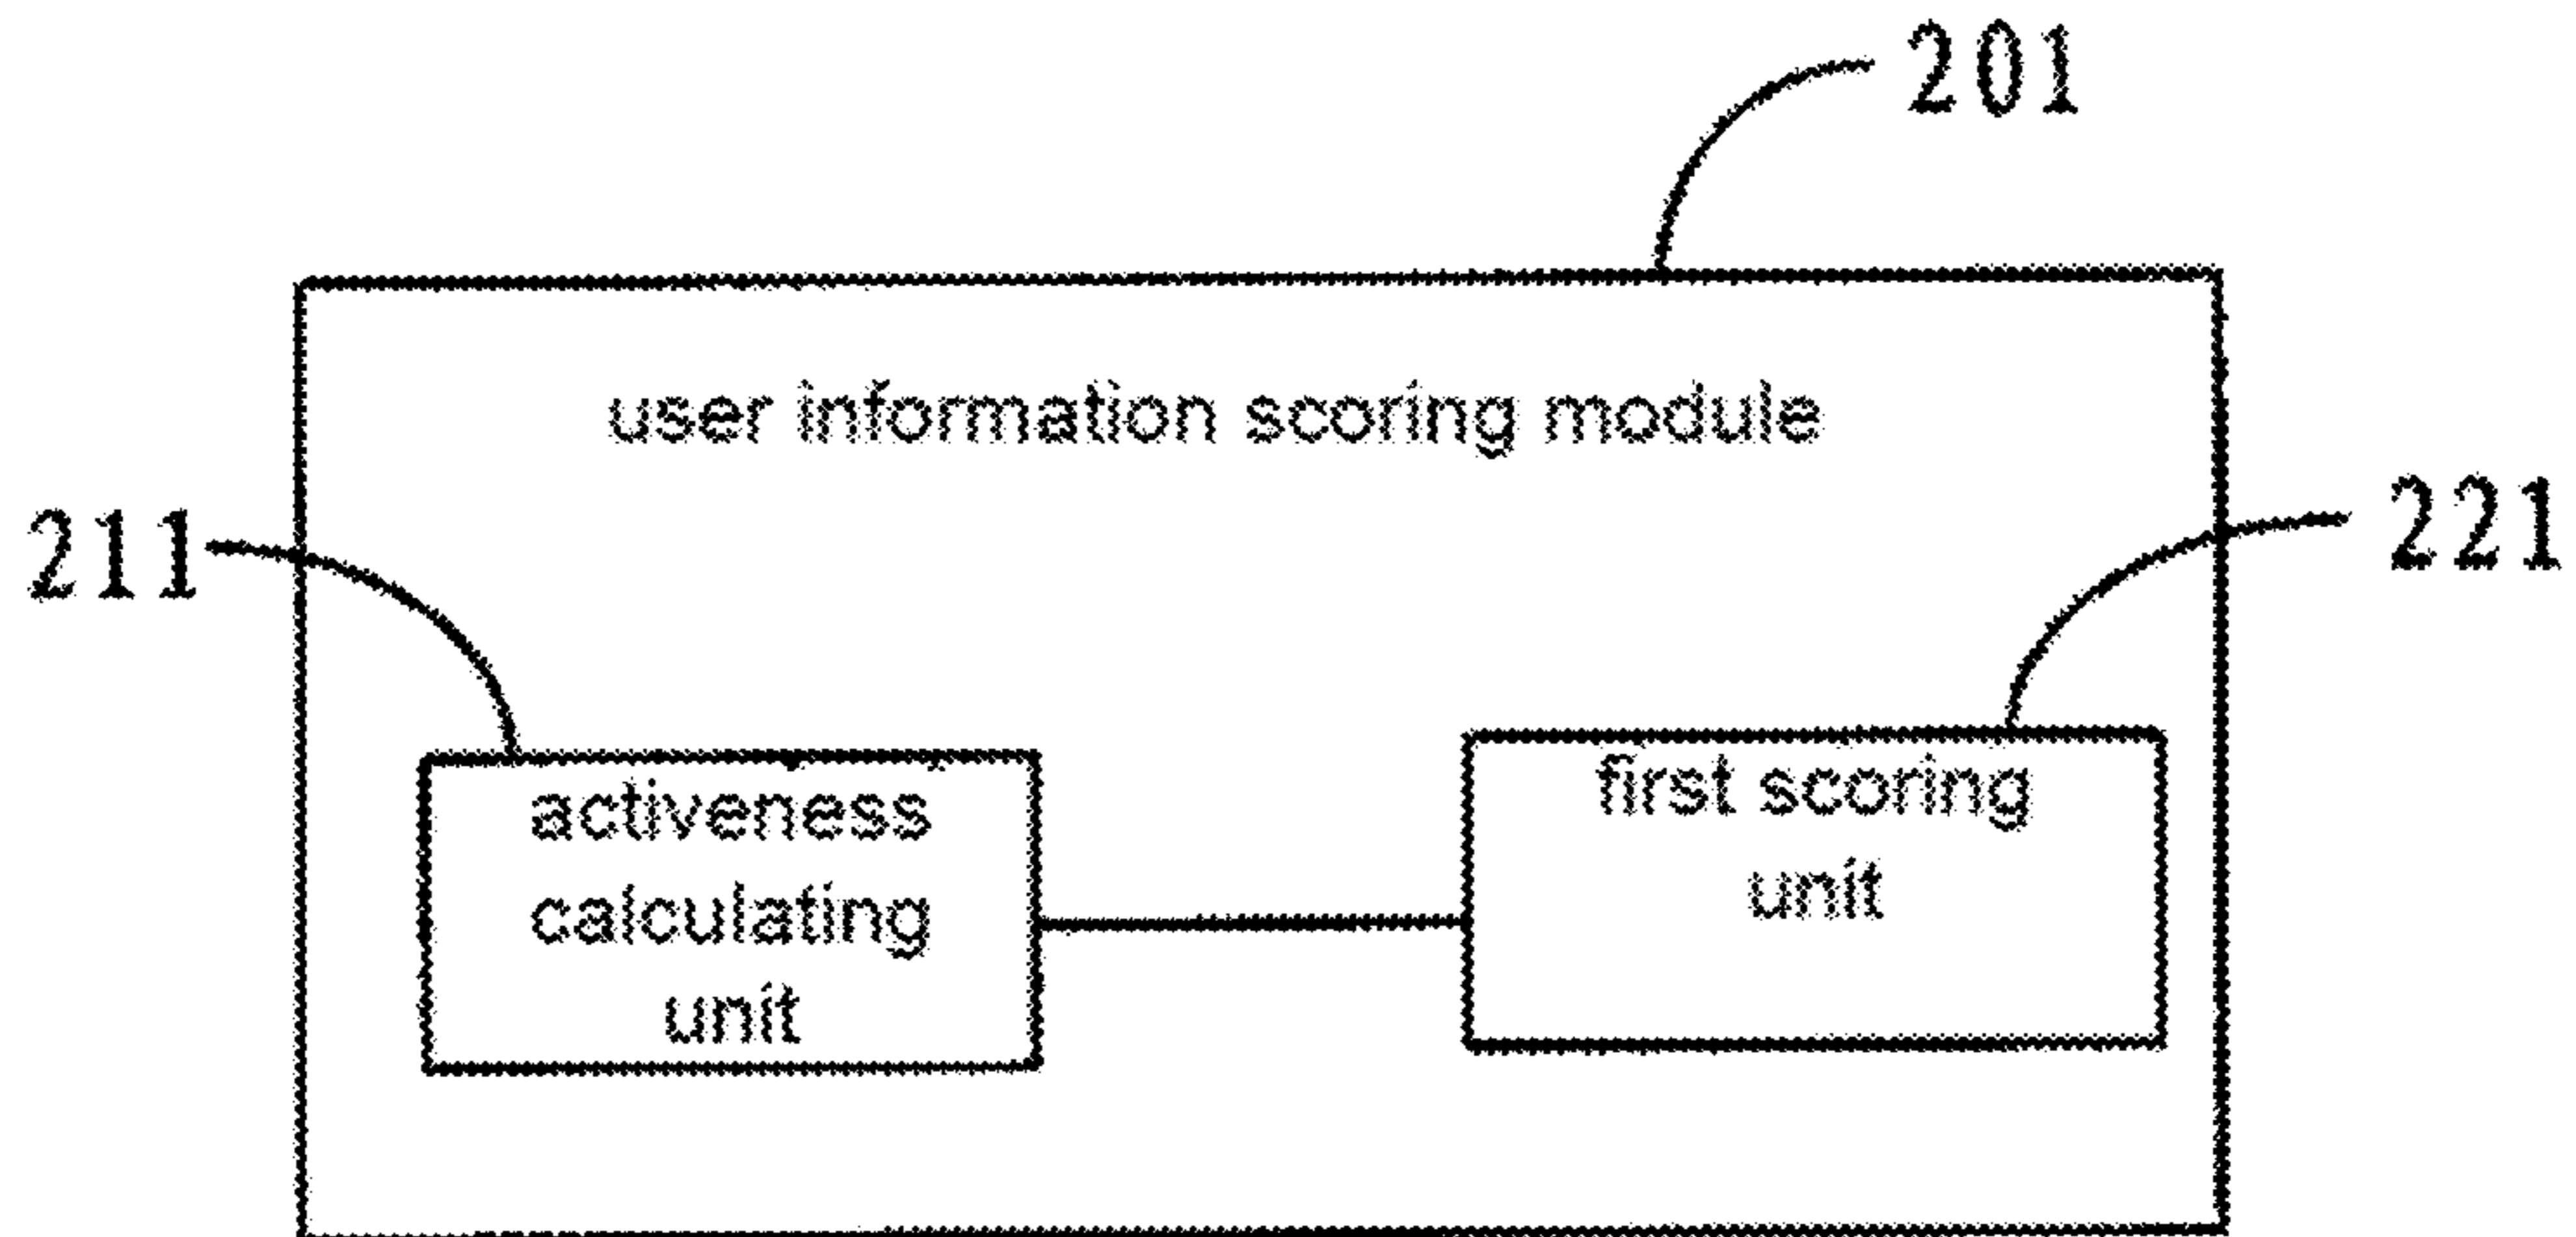 201
user information scoring module
211
221
activeness
calculating
unit
first scoring
unit